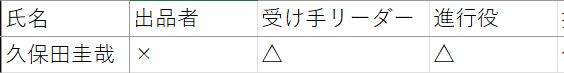 氏名 出品者 受け手リーダー 進行役
久保田圭哉 × △ △